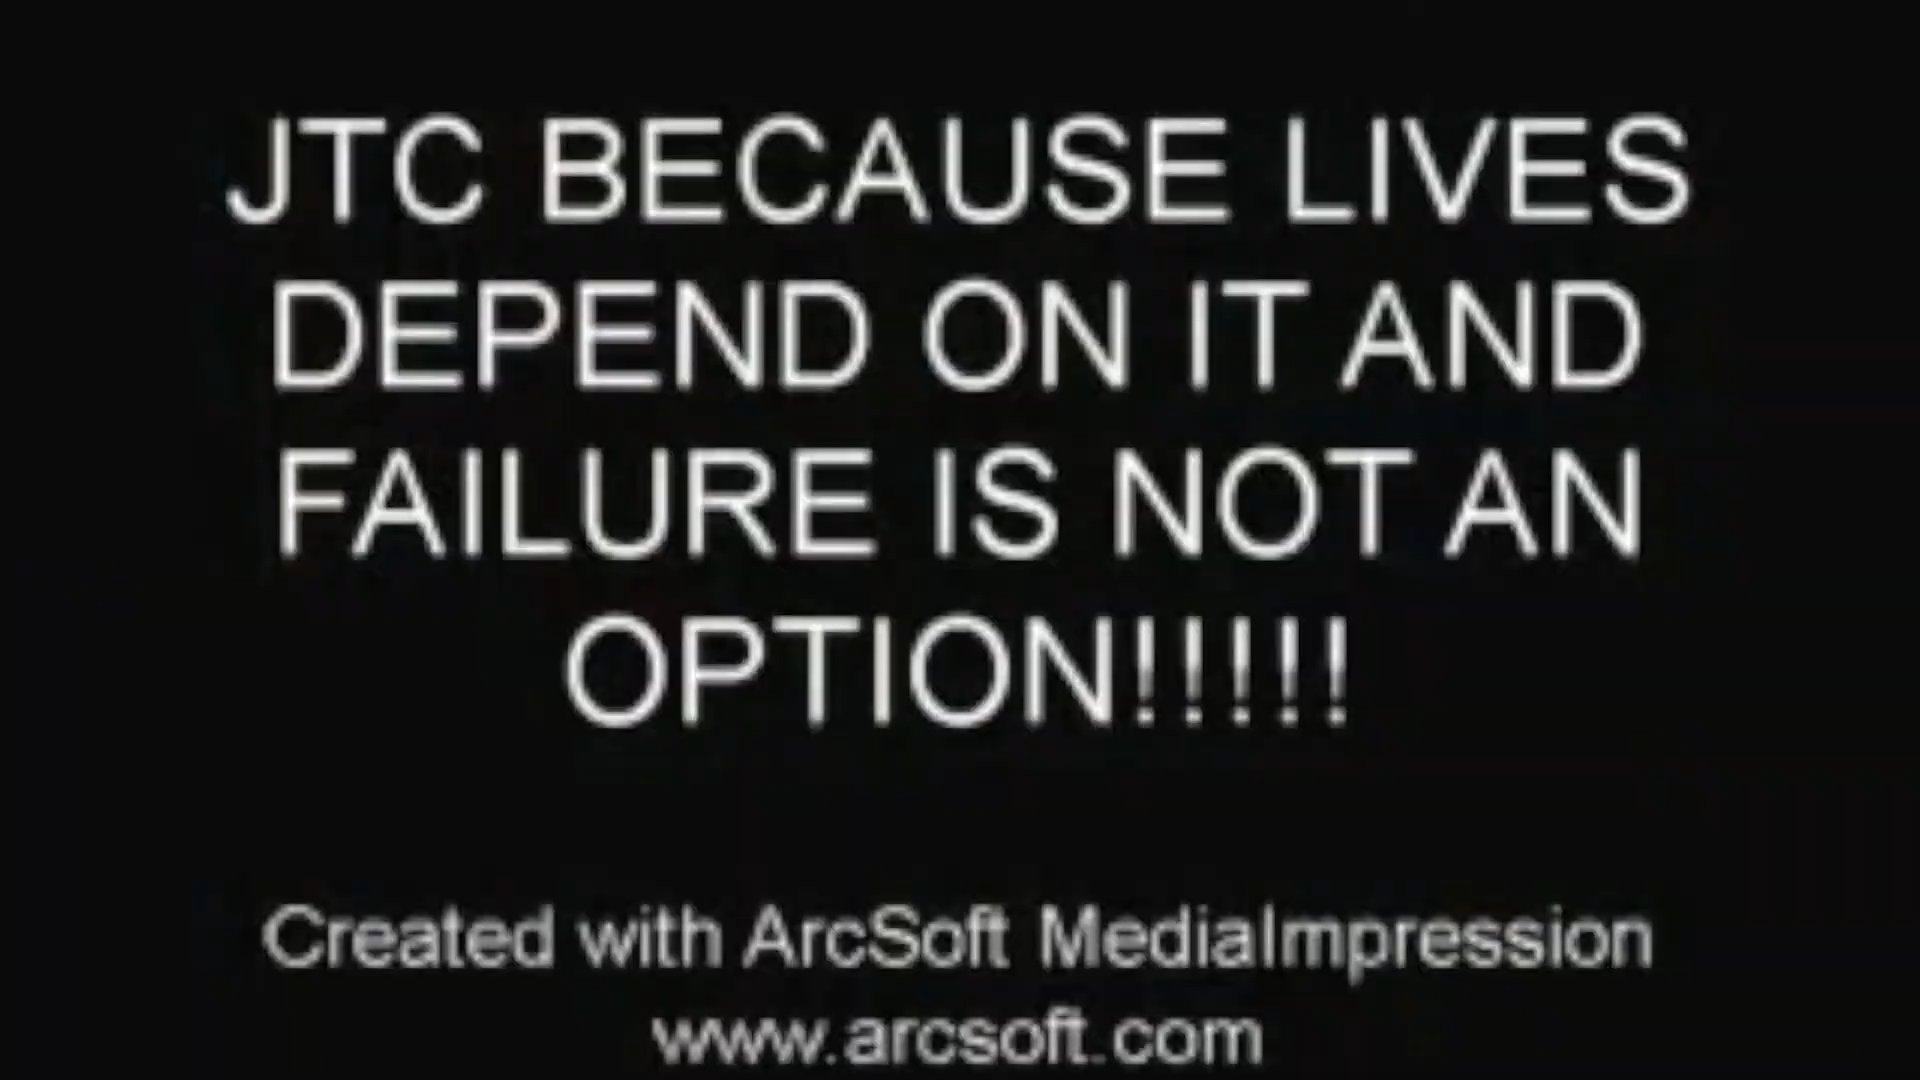 JTC BECAUSE LIVES
DEPEND ON IT AND
FAILURE IS NOT AN
OPTION!!!!!
Created with ArcSoft MediaImpression
www.arcsoft.com